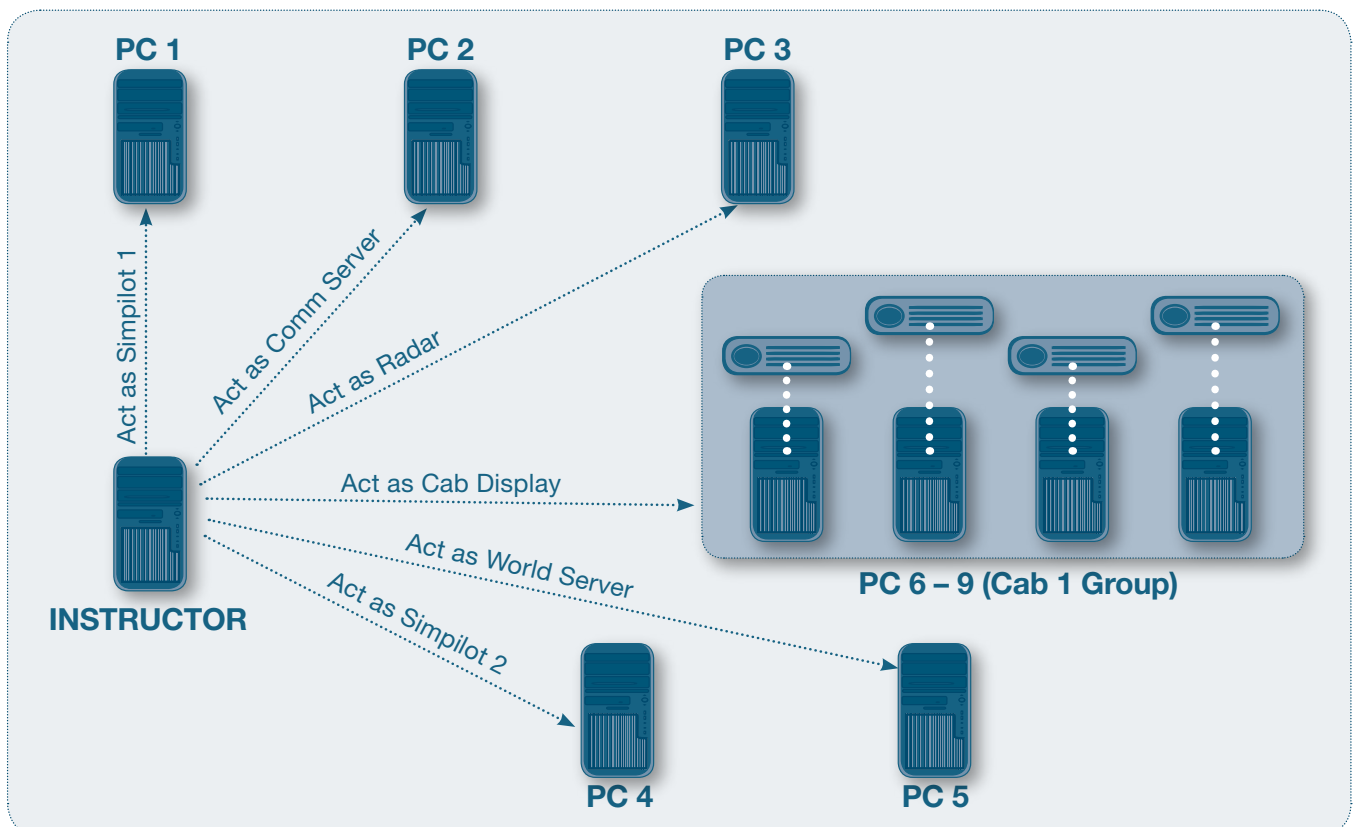 PC 1
PC 2
PC 3
Act as Simpilot 1
Act as Comm Server
Act as Radar
Act as Cab Display
Act as World Server
Act as Simpilot 2
PC 6 – 9 (Cab 1 Group)
INSTRUCTOR
PC 4
PC 5